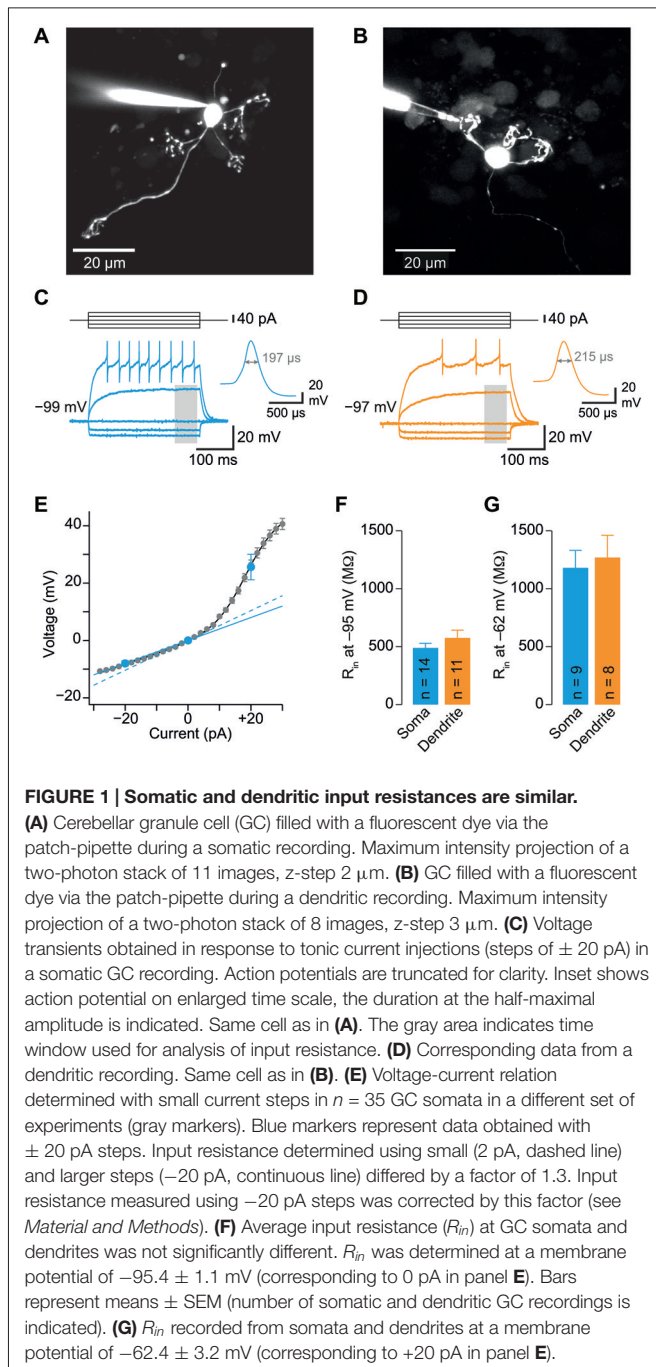 A
B
20 µm
20 µm
C
D
40 pA
40 pA
197 µs
215 µs
20
mV
500 µs
20
mV
500 µs
−99 mV
−97 mV
20 mV
20 mV
100 ms
100 ms
E
F
G
40
20
0
−20
Voltage (mV)
−20
0
+20
Current (pA)
1500
1000
500
0
Rin at −95 mV (MΩ)
n = 14
n = 11
Soma
Dendrite
1500
1000
500
0
Rin at −62 mV (MΩ)
n = 9
n = 8
Soma
Dendrite
FIGURE 1 | Somatic and dendritic input resistances are similar.
(A) Cerebellar granule cell (GC) filled with a fluorescent dye via the
patch-pipette during a somatic recording. Maximum intensity projection of a
two-photon stack of 11 images, z-step 2 µm. (B) GC filled with a fluorescent
dye via the patch-pipette during a dendritic recording. Maximum intensity
projection of a two-photon stack of 8 images, z-step 3 µm. (C) Voltage
transients obtained in response to tonic current injections (steps of ± 20 pA) in
a somatic GC recording. Action potentials are truncated for clarity. Inset shows
action potential on enlarged time scale, the duration at the half-maximal
amplitude is indicated. Same cell as in (A). The gray area indicates time
window used for analysis of input resistance. (D) Corresponding data from a
dendritic recording. Same cell as in (B). (E) Voltage-current relation
determined with small current steps in n = 35 GC somata in a different set of
experiments (gray markers). Blue markers represent data obtained with
± 20 pA steps. Input resistance determined using small (2 pA, dashed line)
and larger steps (−20 pA, continuous line) differed by a factor of 1.3. Input
resistance measured using −20 pA steps was corrected by this factor (see
Material and Methods). (F) Average input resistance (Rin) at GC somata and
dendrites was not significantly different. Rin was determined at a membrane
potential of −95.4 ± 1.1 mV (corresponding to 0 pA in panel E). Bars
represent means ± SEM (number of somatic and dendritic GC recordings is
indicated). (G) Rin recorded from somata and dendrites at a membrane
potential of −62.4 ± 3.2 mV (corresponding to +20 pA in panel E).